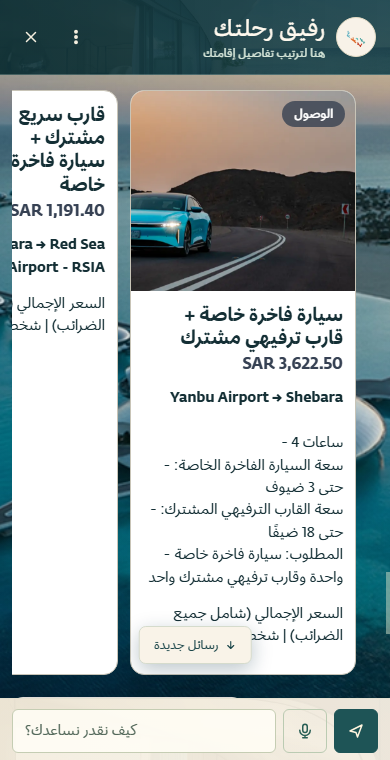 رفيق رحلتك
هنا لترتيب تفاصيل إقامتك
الوصول
سيارة فاخرة خاصة +
قارب ترفيهي مشترك
SAR 3,622.50
Yanbu Airport → Shebara
- 4 ساعات
- سعة السيارة الفاخرة الخاصة:
حتى 3 ضيوف
- سعة القارب الترفيهي المشترك:
حتى 18 ضيفًا
- المطلوب: سيارة فاخرة خاصة
واحدة وقارب ترفيهي مشترك واحد
السعر الإجمالي (شامل جميع
الضرائب) |
قارب سريع
مشترك +
سيارة فاخرة
خاصة
SAR 1,191.40
→ Red Sea
Airport - RSIA
السعر الإجمالي
الضرائب) |
↓ رسائل جديدة
كيف نقدر نساعدك؟